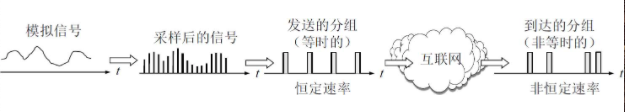 模拟信号
t
采样后的信号
t
发送的分组
(等时的)
t
恒定速率
互联网
到达的分组
(非等时的)
t
非恒定速率